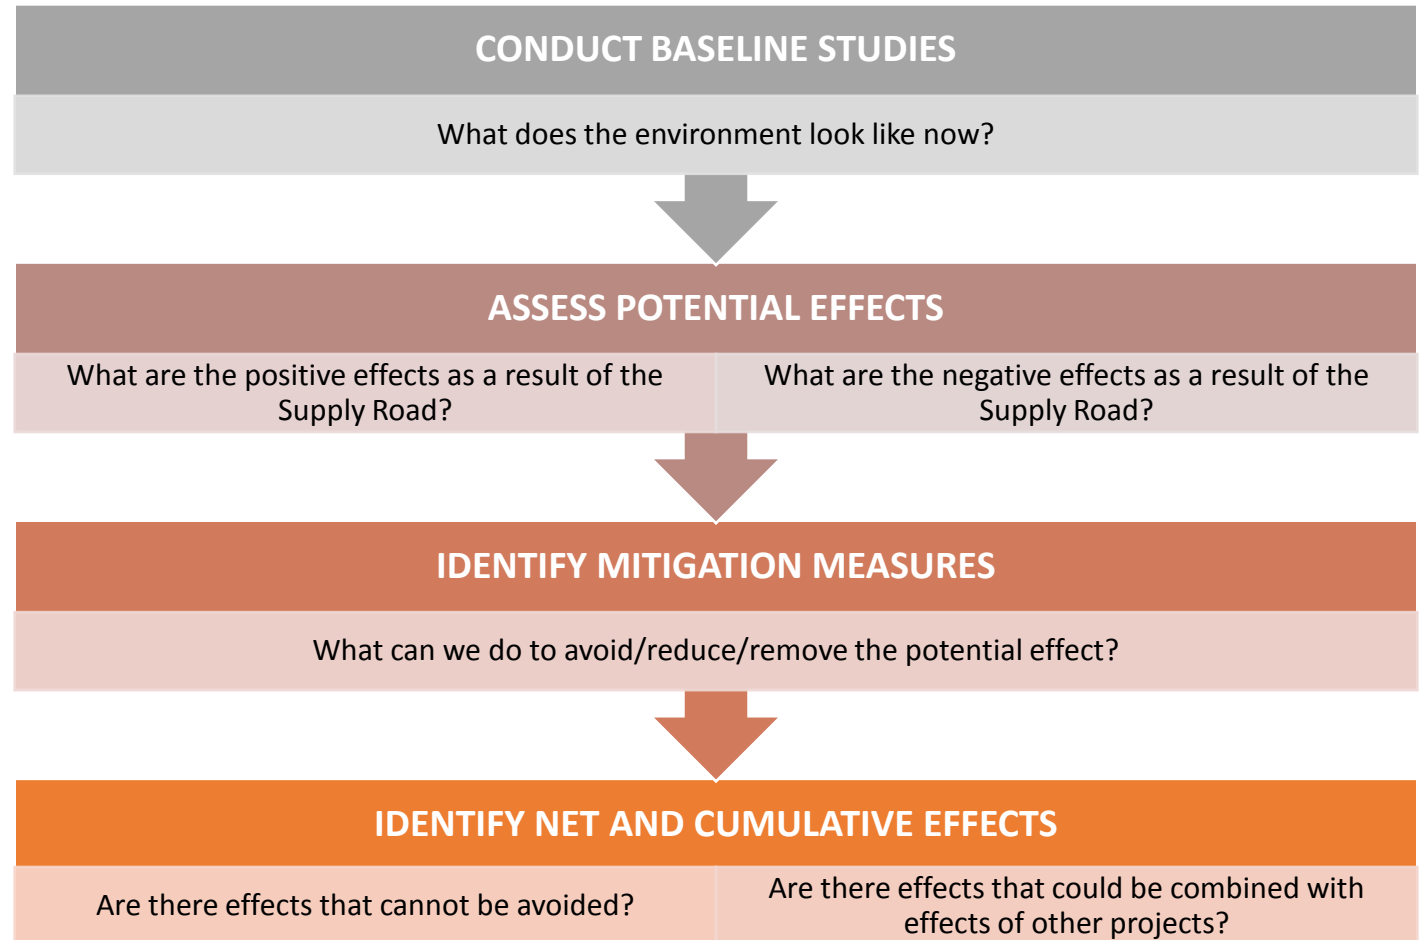 CONDUCT BASELINE STUDIES
What does the environment look like now?
ASSESS POTENTIAL EFFECTS
What are the positive effects as a result of the
Supply Road?
What are the negative effects as a result of the
Supply Road?
IDENTIFY MITIGATION MEASURES
What can we do to avoid/reduce/remove the potential effect?
IDENTIFY NET AND CUMULATIVE EFFECTS
Are there effects that cannot be avoided?
Are there effects that could be combined with
effects of other projects?